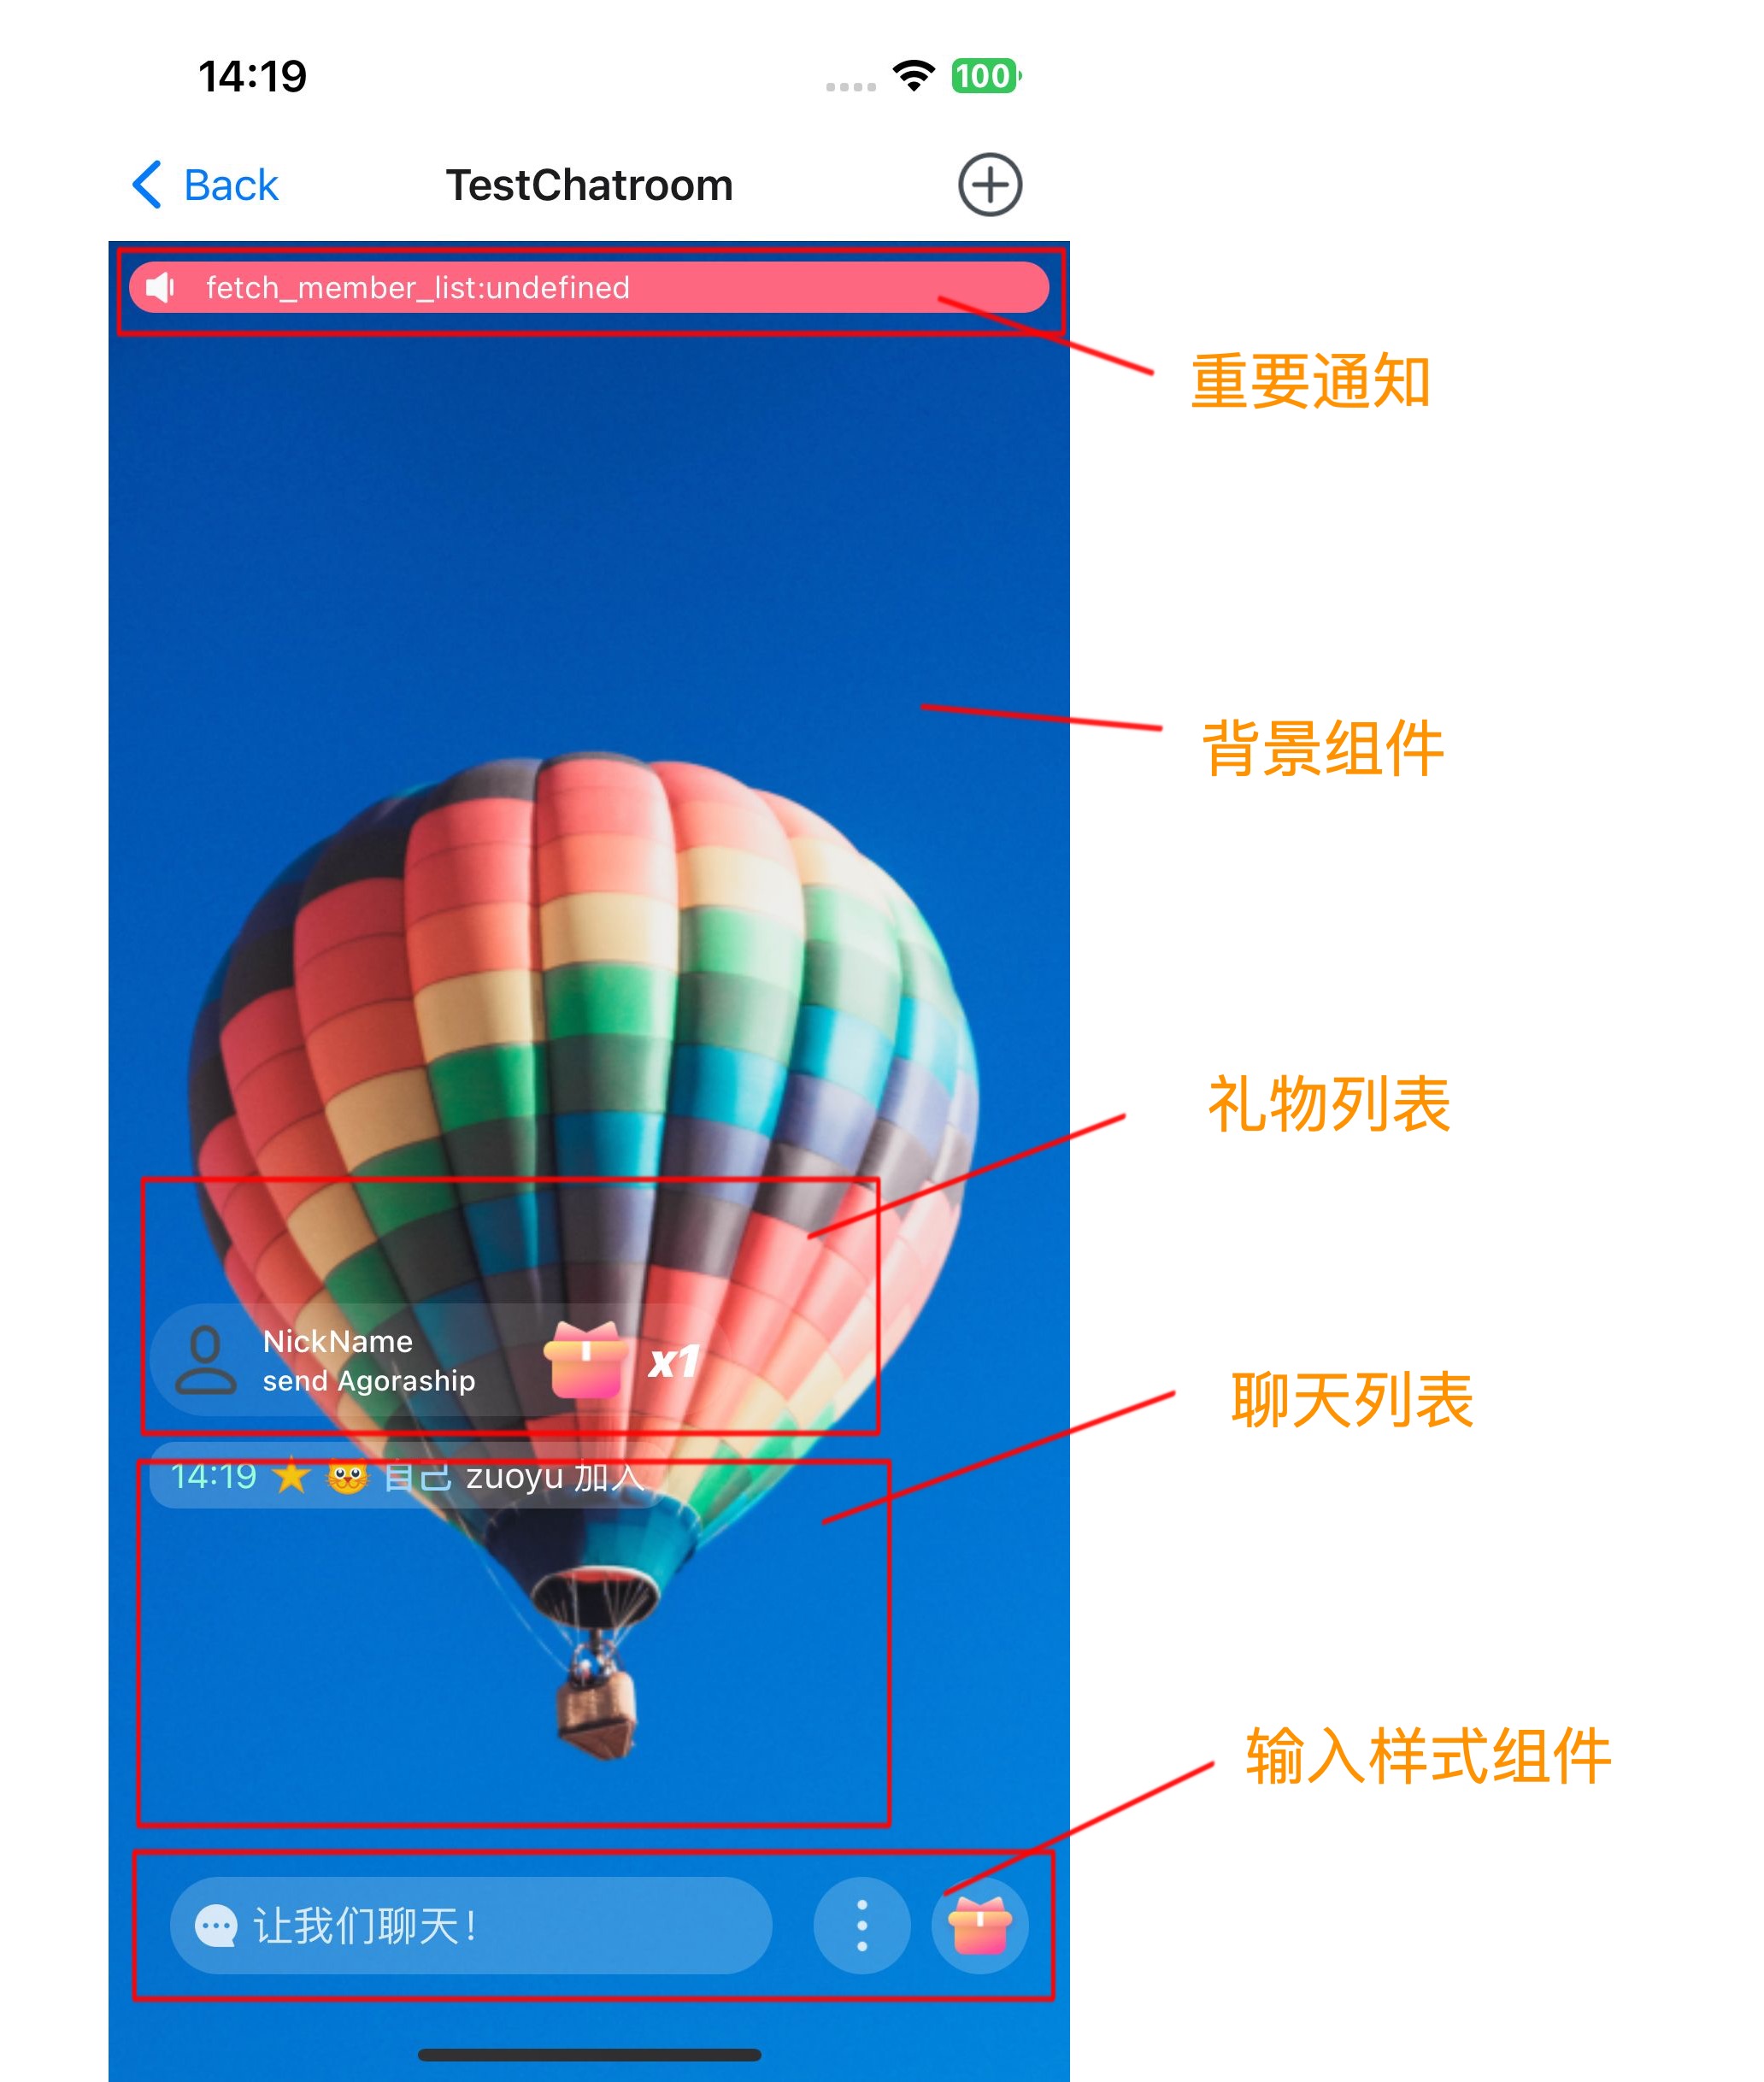 14:19
100
Back
TestChatroom
fetch_member_list:undefined
重要通知
背景组件
礼物列表
NickName
send Agoraship
x1
聊天列表
14:19 自己 zuoyu 加入
输入样式组件
让我们聊天!